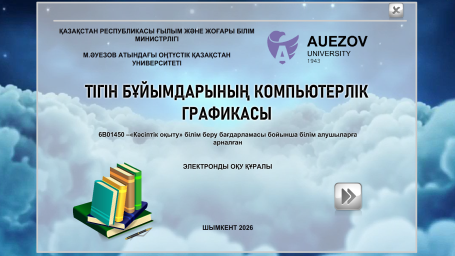 ҚАЗАҚСТАН РЕСПУБЛИКАСЫ ҒЫЛЫМ ЖӘНЕ ЖОҒАРЫ БІЛІМ
МИНИСТРЛІГІ
М.ӘУЕЗОВ АТЫНДАҒЫ ОҢТҮСТІК ҚАЗАҚСТАН
УНИВЕРСИТЕТІ
AUEZOV
UNIVERSITY
1943
ТІГІН БҰЙЫМДАРЫНЫҢ КОМПЬЮТЕРЛІК
ГРАФИКАСЫ
6В01450 –«Кәсіптік оқыту» білім беру бағдарламасы бойынша білім алушыларға
арналған
ЭЛЕКТРОНДЫ ОҚУ ҚҰРАЛЫ
ШЫМКЕНТ 2026